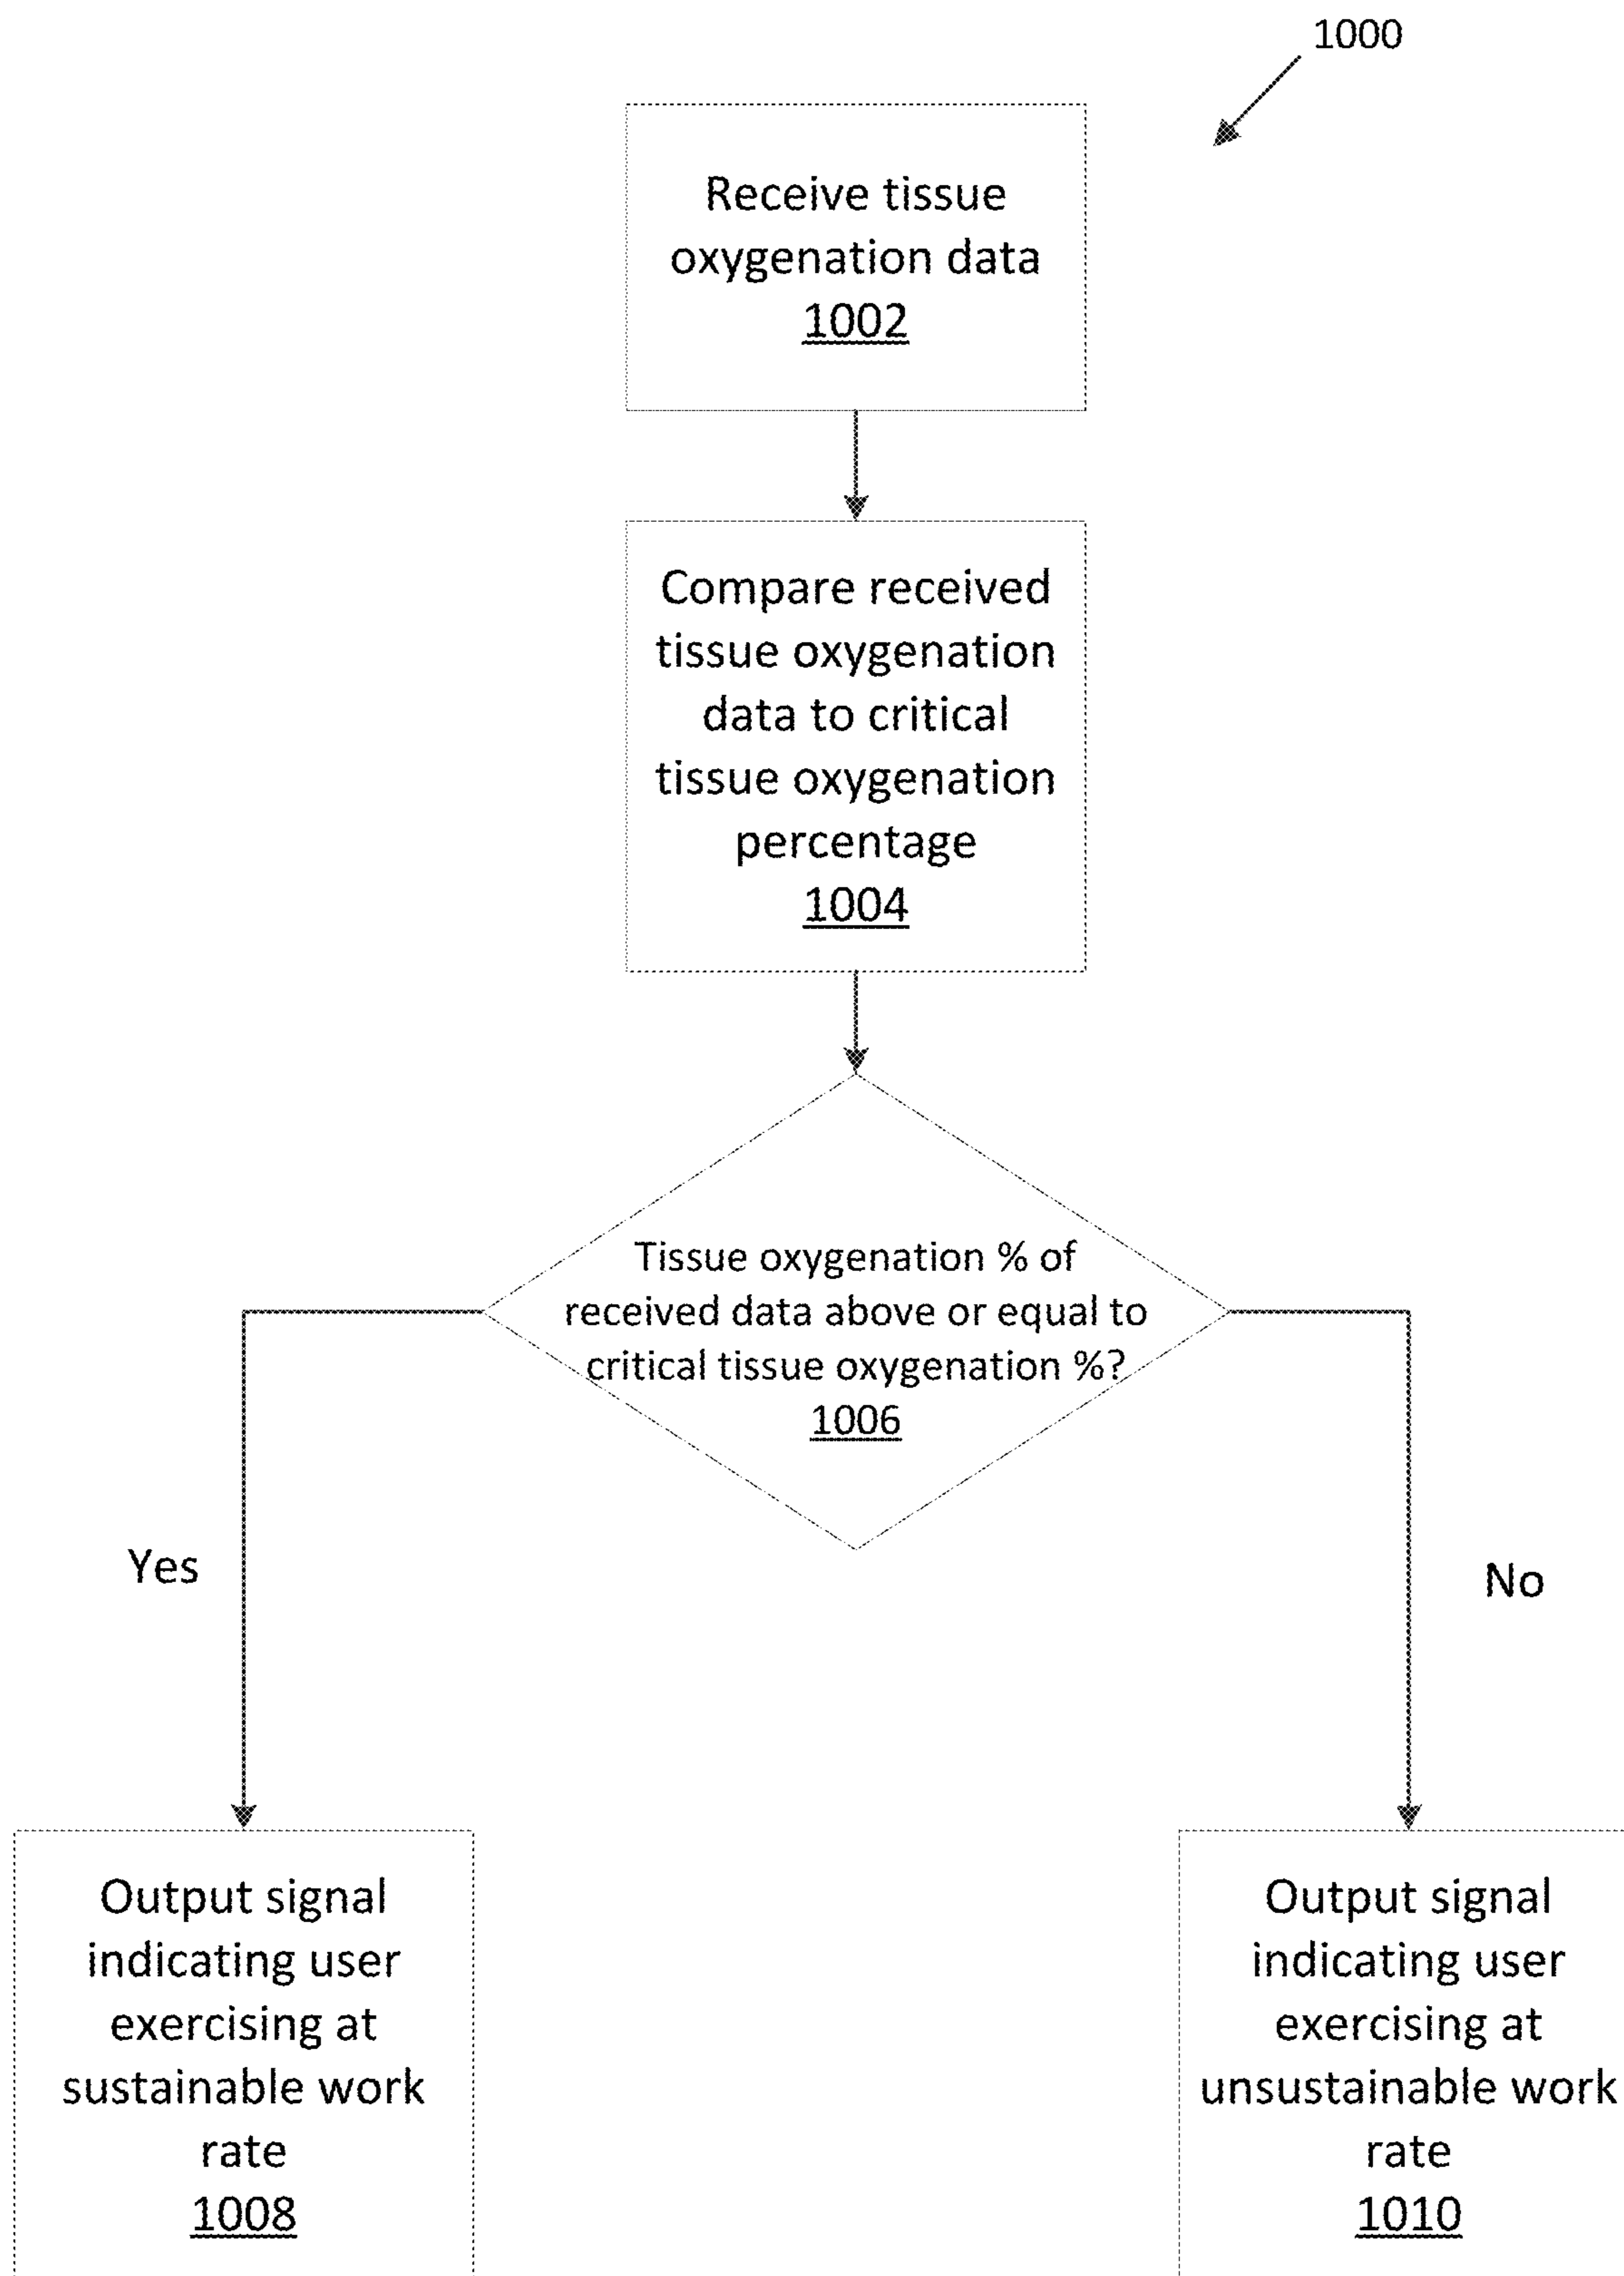 1000
Receive tissue
oxygenation data
1002
Compare received
tissue oxygenation
data to critical
tissue oxygenation
percentage
1004
Tissue oxygenation % of
received data above or equal to
critical tissue oxygenation %?
1006
Yes
No
Output signal
indicating user
exercising at
sustainable work
rate
1008
Output signal
indicating user
exercising at
unsustainable work
rate
1010